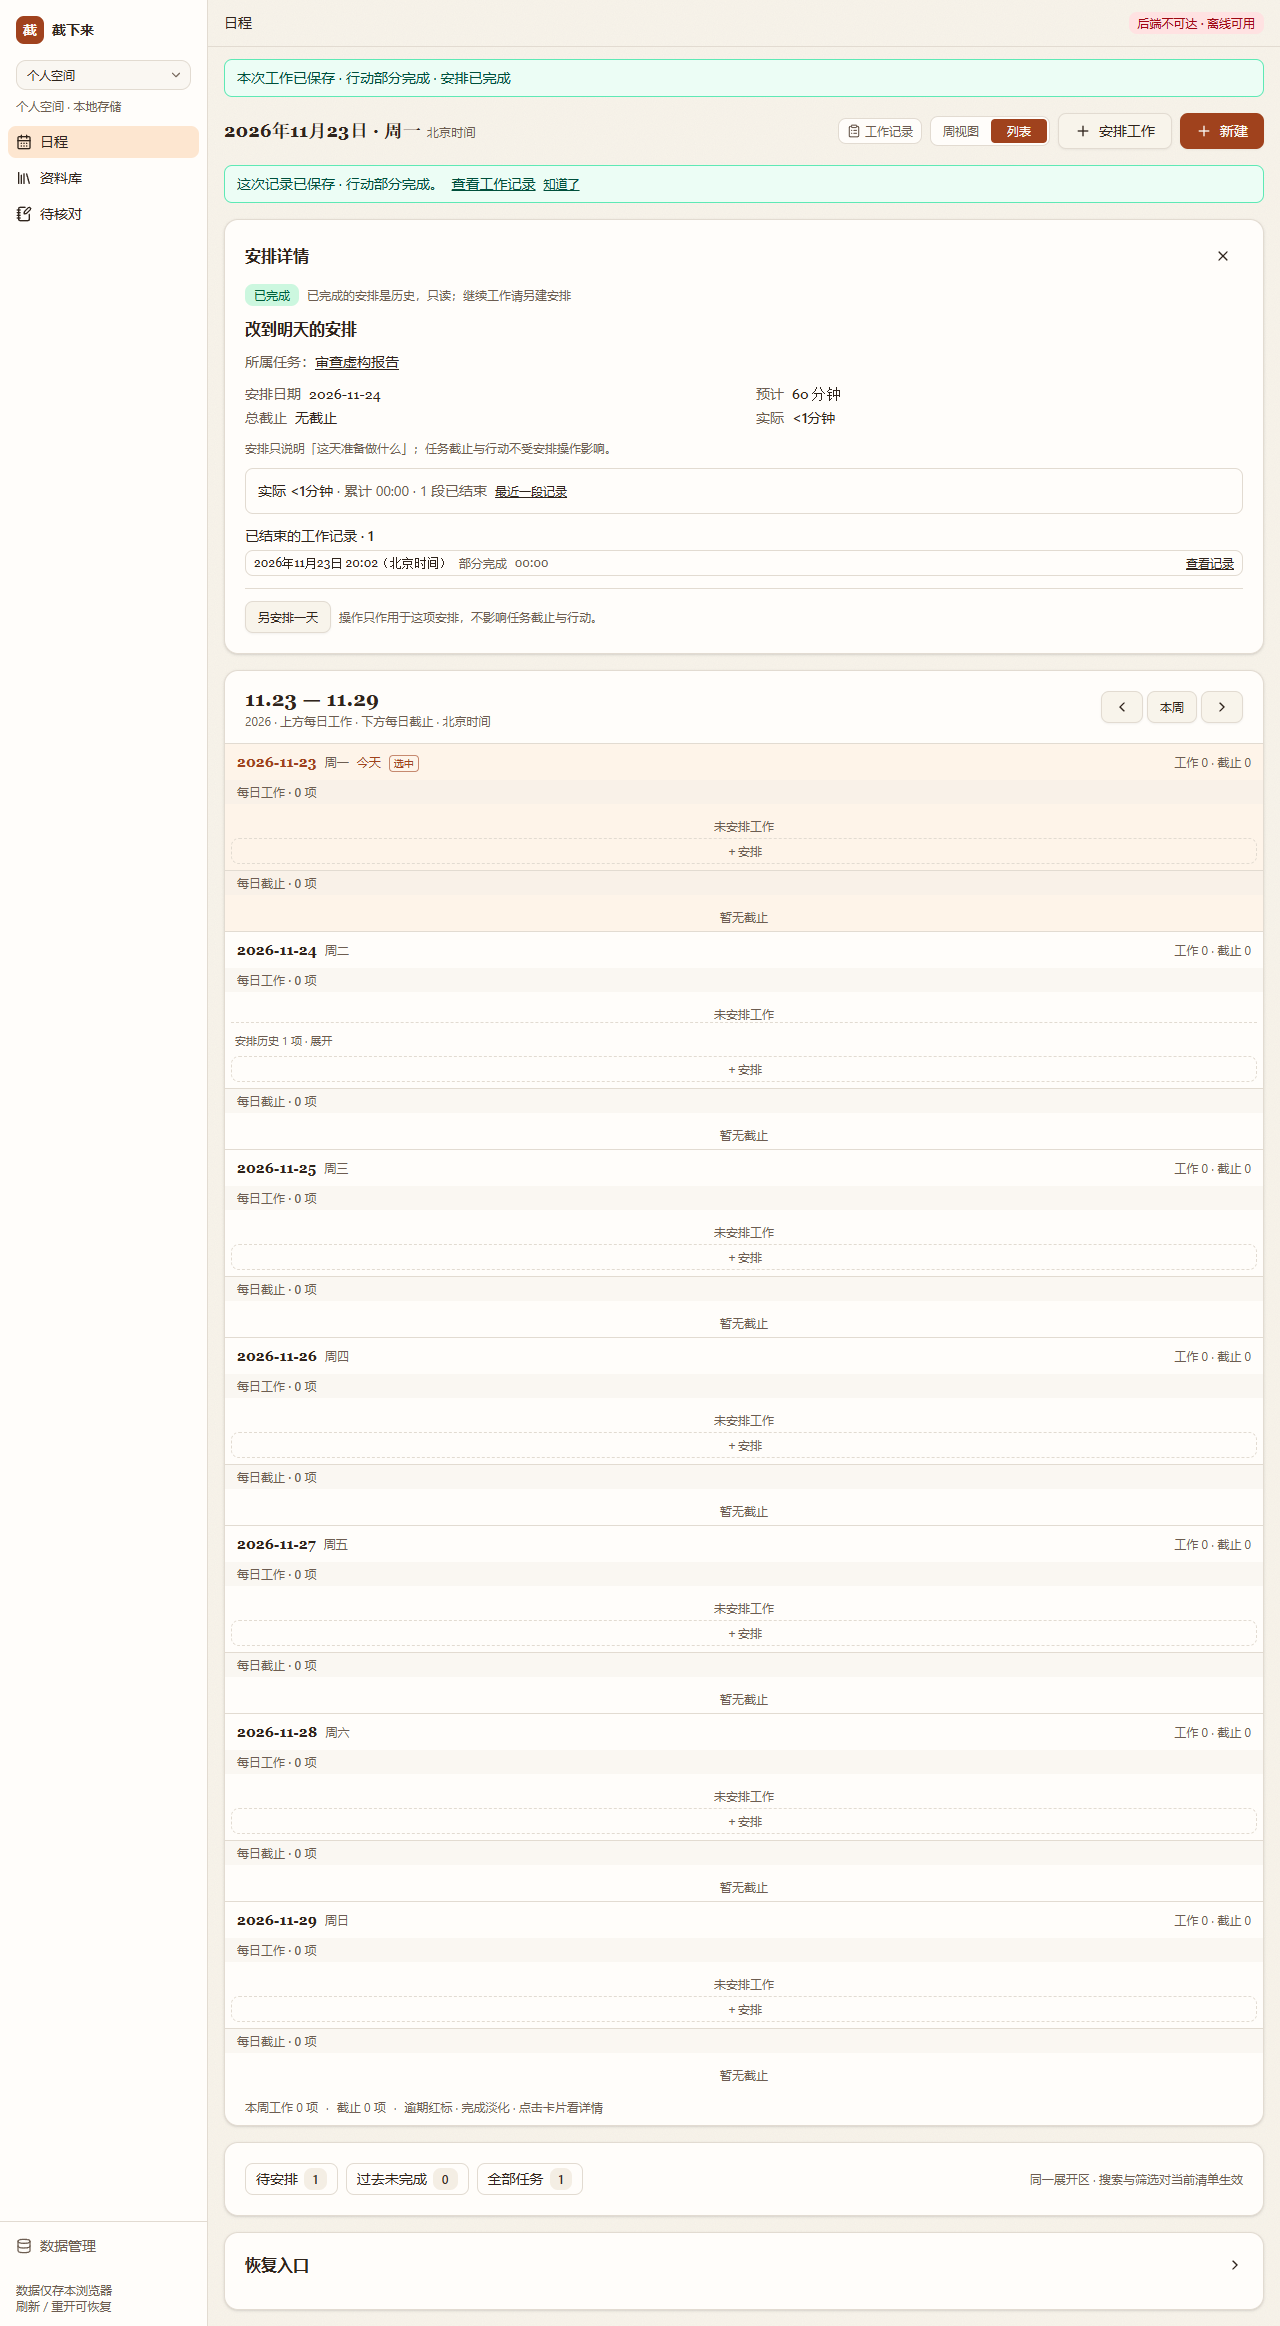 截 截下来
个人空间
个人空间 · 本地存储
日程
资料库
待核对
数据管理
数据仅存本浏览器
刷新 / 重开可恢复
日程
后端不可达 · 离线可用
本次工作已保存 · 行动部分完成 · 安排已完成
2026年11月23日 · 周一 北京时间
工作记录
周视图 列表
+ 安排工作
+ 新建
这次记录已保存 · 行动部分完成。 查看工作记录 知道了
安排详情
已完成 已完成的安排是历史，只读；继续工作请另建安排
改到明天的安排
所属任务： 审查虚构报告
安排日期 2026-11-24 预计 60 分钟
总截止 无截止 实际 <1分钟
安排只说明「这天准备做什么」；任务截止与行动不受安排操作影响。
实际 <1分钟 · 累计 00:00 · 1 段已结束 最近一段记录
已结束的工作记录 · 1
2026年11月23日 20:02（北京时间） 部分完成 00:00 查看记录
另安排一天 操作只作用于这项安排，不影响任务截止与行动。
11.23 — 11.29
2026 · 上方每日工作 · 下方每日截止 · 北京时间
本周
2026-11-23 周一 今天 选中 工作 0 · 截止 0
每日工作 · 0 项
未安排工作
+ 安排
每日截止 · 0 项
暂无截止
2026-11-24 周二 工作 0 · 截止 0
每日工作 · 0 项
未安排工作
安排历史 1 项 · 展开
+ 安排
每日截止 · 0 项
暂无截止
2026-11-25 周三 工作 0 · 截止 0
每日工作 · 0 项
未安排工作
+ 安排
每日截止 · 0 项
暂无截止
2026-11-26 周四 工作 0 · 截止 0
每日工作 · 0 项
未安排工作
+ 安排
每日截止 · 0 项
暂无截止
2026-11-27 周五 工作 0 · 截止 0
每日工作 · 0 项
未安排工作
+ 安排
每日截止 · 0 项
暂无截止
2026-11-28 周六 工作 0 · 截止 0
每日工作 · 0 项
未安排工作
+ 安排
每日截止 · 0 项
暂无截止
2026-11-29 周日 工作 0 · 截止 0
每日工作 · 0 项
未安排工作
+ 安排
每日截止 · 0 项
暂无截止
本周工作 0 项 · 截止 0 项 · 逾期红标 · 完成淡化 · 点击卡片看详情
待安排 1 过去未完成 0 全部任务 1 同一展开区 · 搜索与筛选对当前清单生效
恢复入口